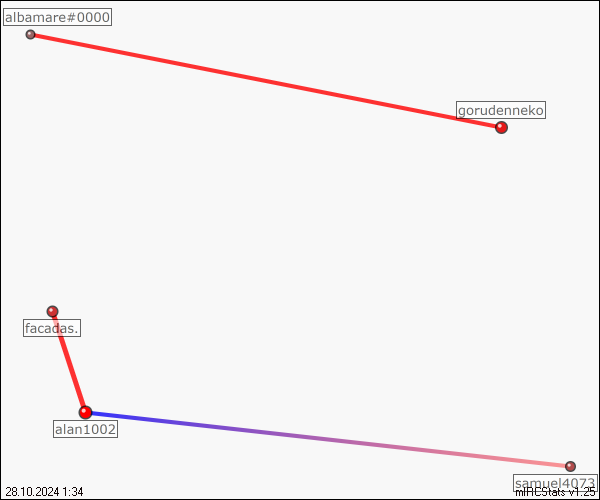 albamare#0000
gorudenneko
facadas.
alan1002
samuel4073
28.10.2024 1:34
mIRCStats v1.25